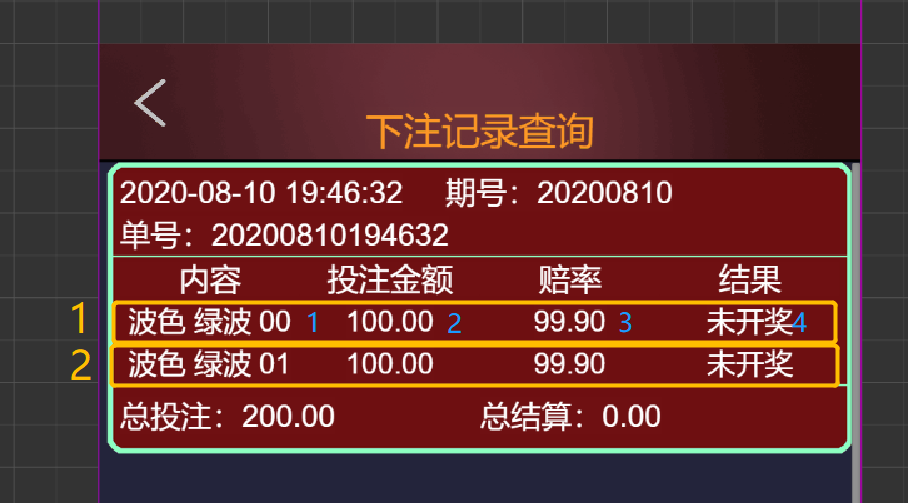 下注记录查询
2020-08-10 19:46:32 期号：20200810
单号：20200810194632
内容 投注金额 赔率 结果
1 波色 绿波 00 1 100.00 2 99.90 3 未开奖 4
2 波色 绿波 01 100.00 99.90 未开奖
总投注：200.00 总结算：0.00